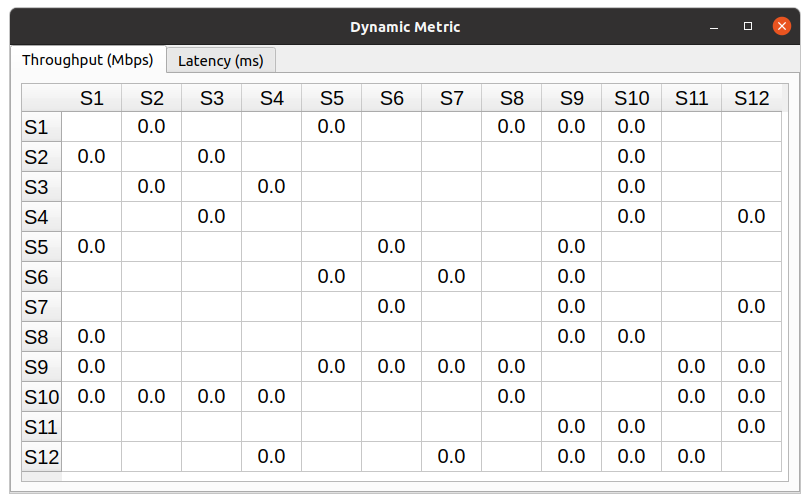 Dynamic Metric
Throughput (Mbps) Latency (ms)
S1 S2 S3 S4 S5 S6 S7 S8 S9 S10 S11 S12
S1 0.0 0.0 0.0 0.0 0.0
S2 0.0 0.0 0.0
S3 0.0 0.0 0.0
S4 0.0 0.0 0.0
S5 0.0 0.0 0.0
S6 0.0 0.0 0.0
S7 0.0 0.0 0.0
S8 0.0 0.0 0.0
S9 0.0 0.0 0.0 0.0 0.0 0.0 0.0
S10 0.0 0.0 0.0 0.0 0.0 0.0 0.0
S11 0.0 0.0 0.0
S12 0.0 0.0 0.0 0.0 0.0